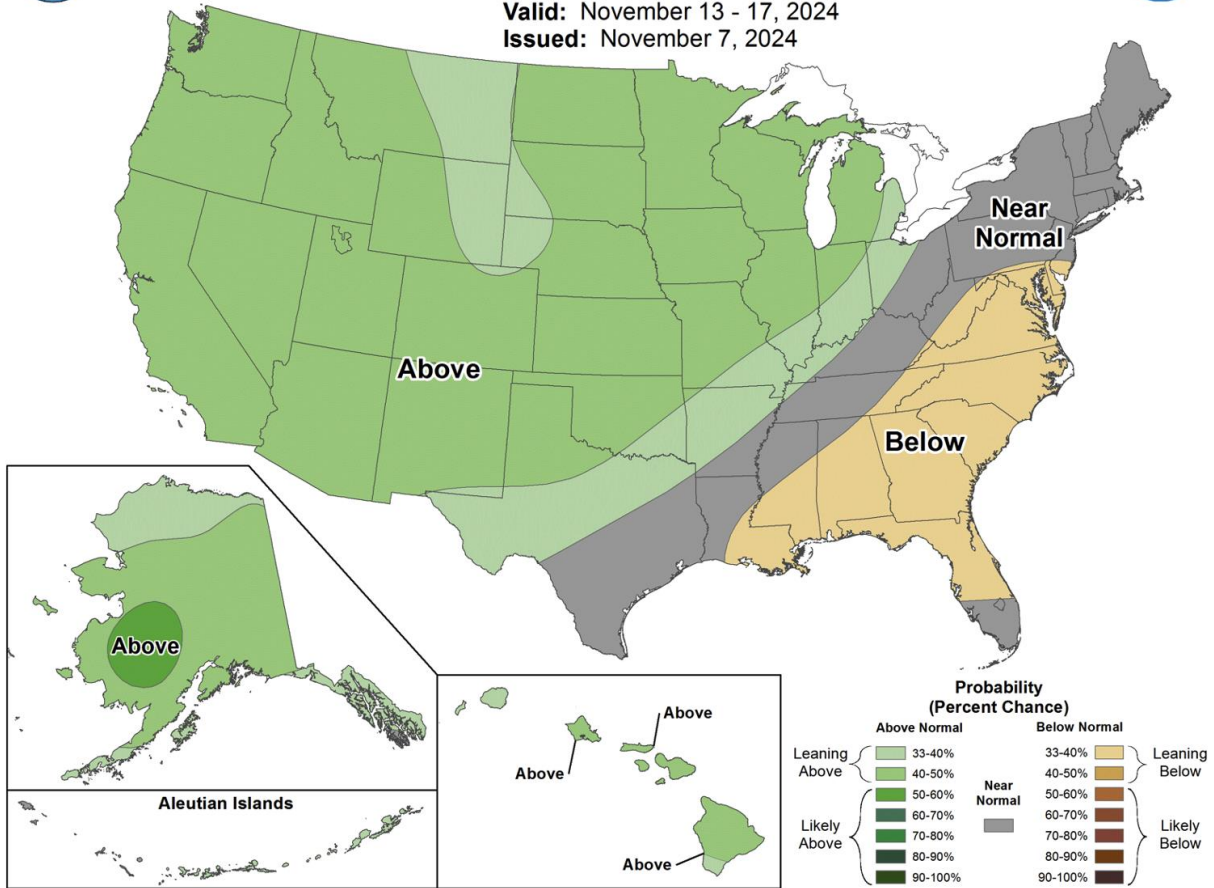 Valid: November 13 - 17, 2024
Issued: November 7, 2024
Near
Normal
Above
Below
Above
Aleutian Islands
Above
Above
Above
Probability
(Percent Chance)
Above Normal
Below Normal
Leaning
Above
33-40%
40-50%
Likely
Above
50-60%
60-70%
70-80%
80-90%
90-100%
Near
Normal
33-40%
40-50%
Leaning
Below
50-60%
60-70%
70-80%
80-90%
90-100%
Likely
Below